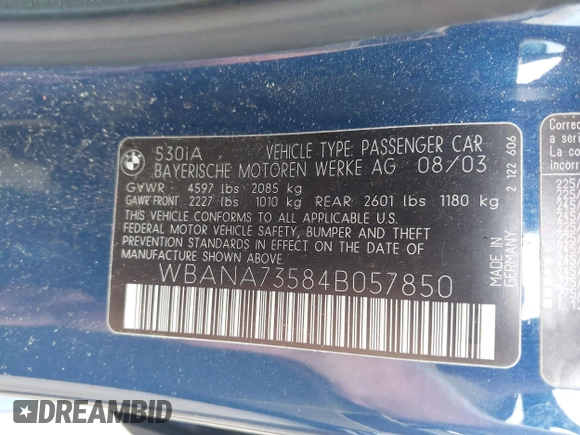 5301A VEHICLE TYPE: PASSENGER CAR
BAYERISCHE MOTOREN WERKE AG 08/03
GVWR 4597 lbs 2085 kg
GAWR FRONT 2227 lbs 1010 kg REAR 2601 lbs 1180 kg
THIS VEHICLE CONFORMS TO ALL APPLICABLE U.S.
FEDERAL MOTOR VEHICLE SAFETY, BUMPER AND THEFT
PREVENTION STANDARDS IN EFFECT ON THE DATE
OF MANUFACTURE SHOWN ABOVE.
WBANA73584B057850
MADE IN
GERMANY
2 122 606
Correc
a seri
DREAMBID